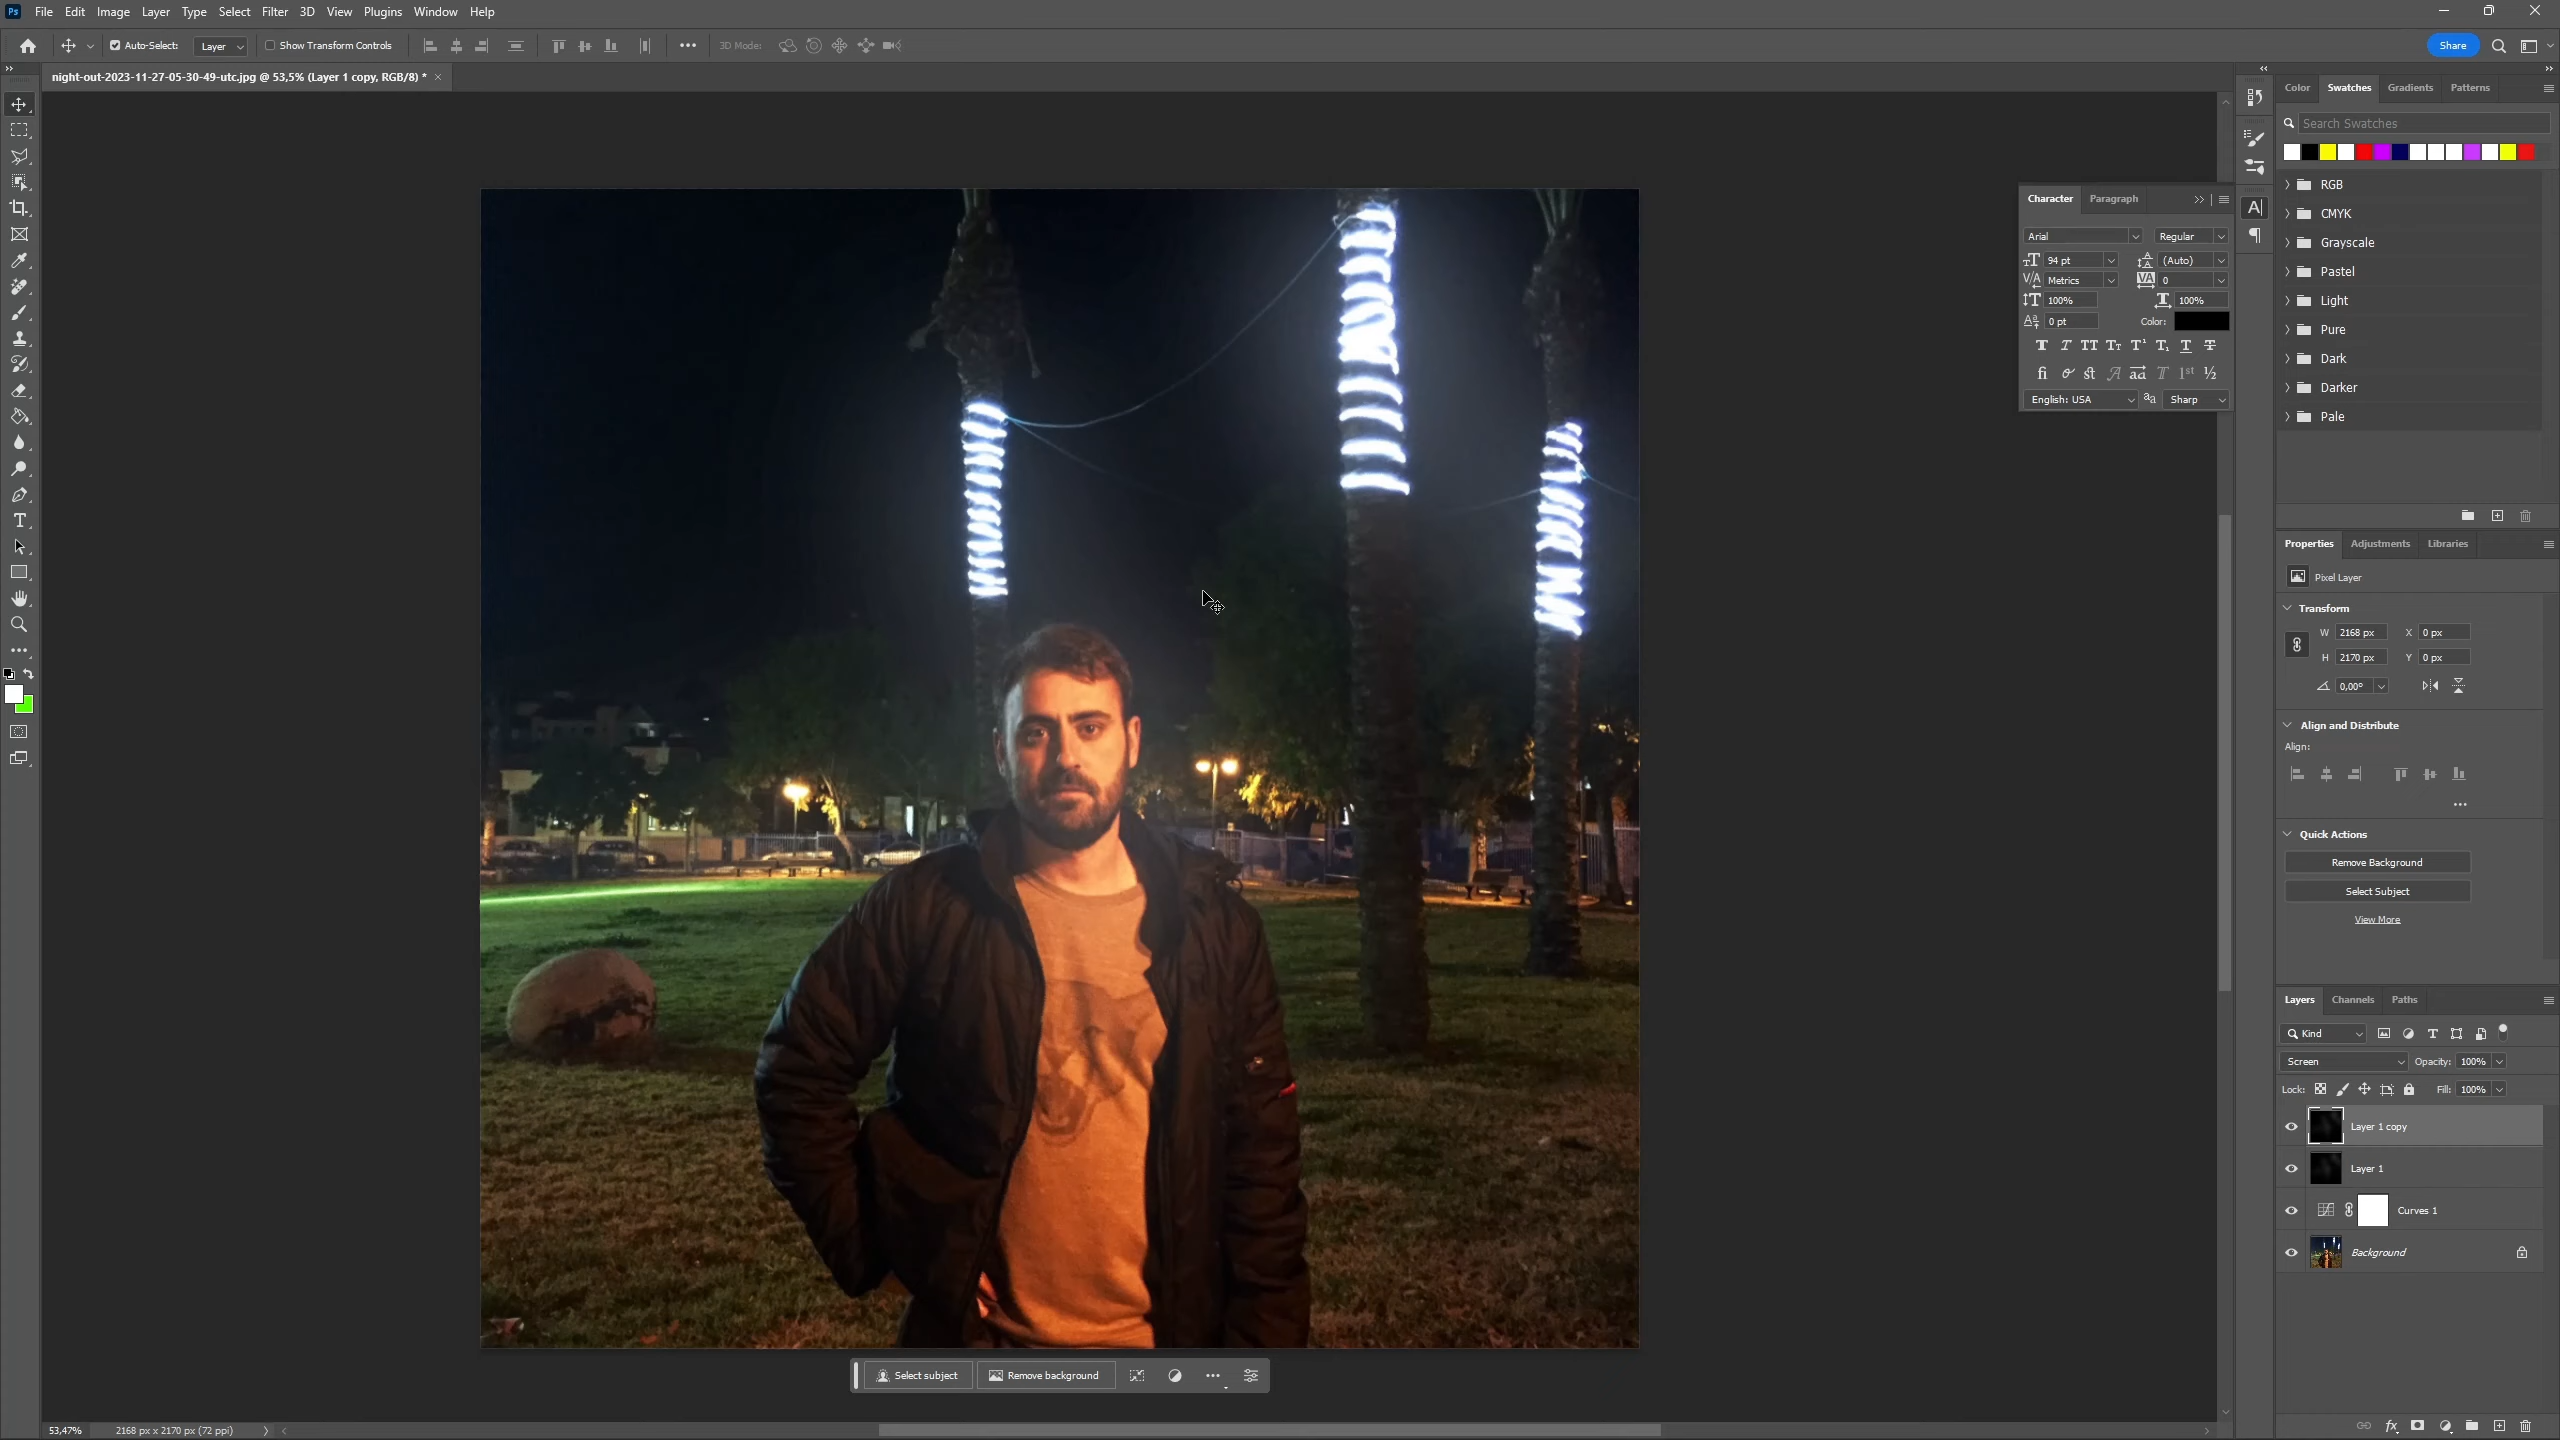 Ps File Edit Image Layer Type Select Filter 3D View Plugins Window Help
Auto-Select: Layer Show Transform Controls 3D Mode: Share
night-out-2023-11-27-05-30-49-utc.jpg @ 53,5% (Layer 1 copy, RGB/8) *
Color Swatches Gradients Patterns
Search Swatches
RGB
CMYK
Grayscale
Pastel
Light
Pure
Dark
Darker
Pale
Character Paragraph
Arial Regular
94 pt (Auto)
Metrics 0
100% 100%
0 pt Color:
English: USA Sharp
Properties Adjustments Libraries
Pixel Layer
Transform
W 2168 px X 0 px
H 2170 px Y 0 px
0,00°
Align and Distribute
Align:
Quick Actions
Remove Background
Select Subject
View More
Layers Channels Paths
Kind
Screen Opacity: 100%
Lock: Fill: 100%
Layer 1 copy
Layer 1
Curves 1
Background
Select subject Remove background
53,47% 2168 px x 2170 px (72 ppi)